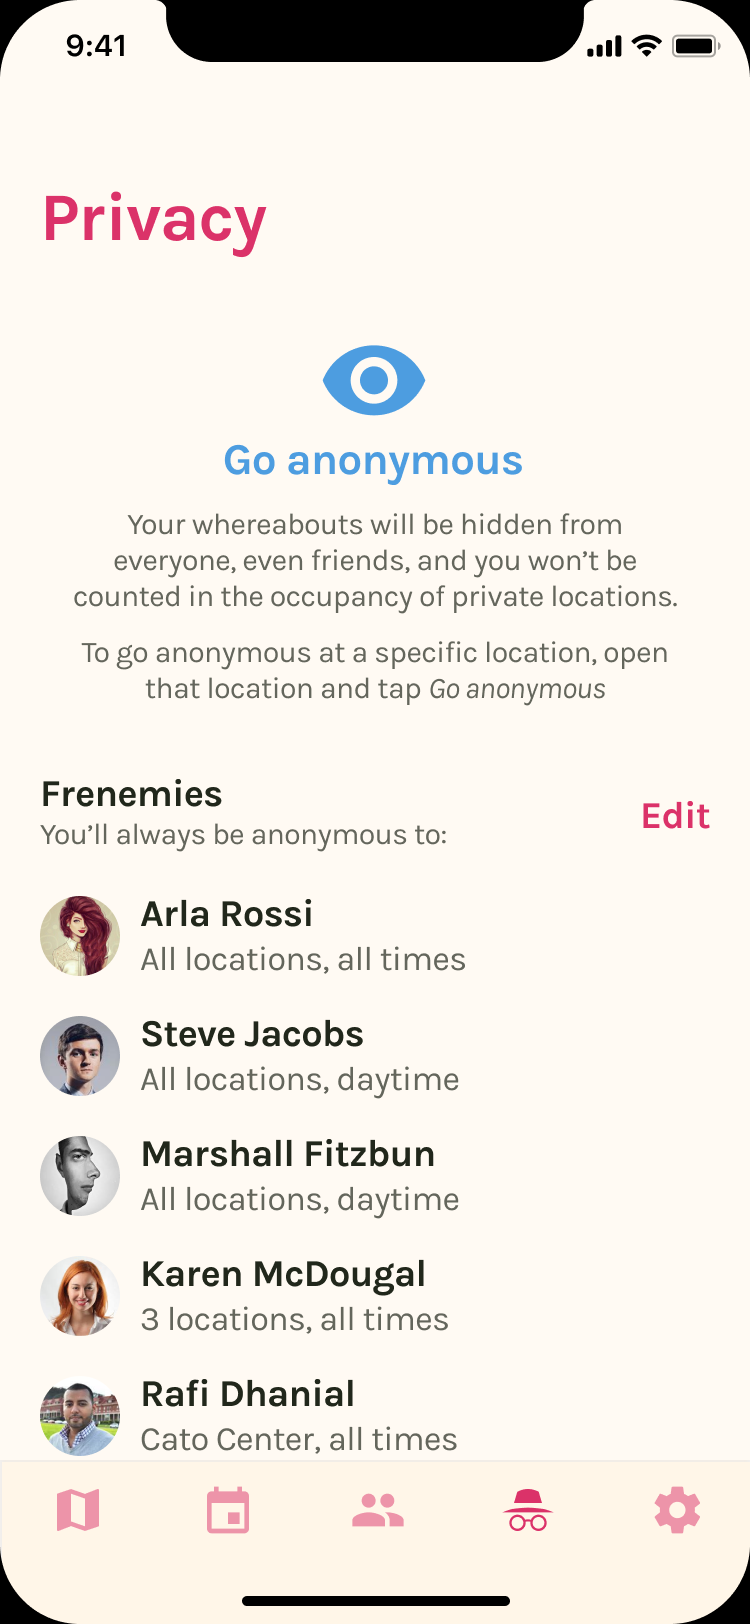 9:41
Privacy
Go anonymous
Your whereabouts will be hidden from
everyone, even friends, and you won’t be
counted in the occupancy of private locations.
To go anonymous at a specific location, open
that location and tap Go anonymous
Frenemies
You’ll always be anonymous to:
Edit
Arla Rossi
All locations, all times
Steve Jacobs
All locations, daytime
Marshall Fitzbun
All locations, daytime
Karen McDougal
3 locations, all times
Rafi Dhanial
Cato Center, all times